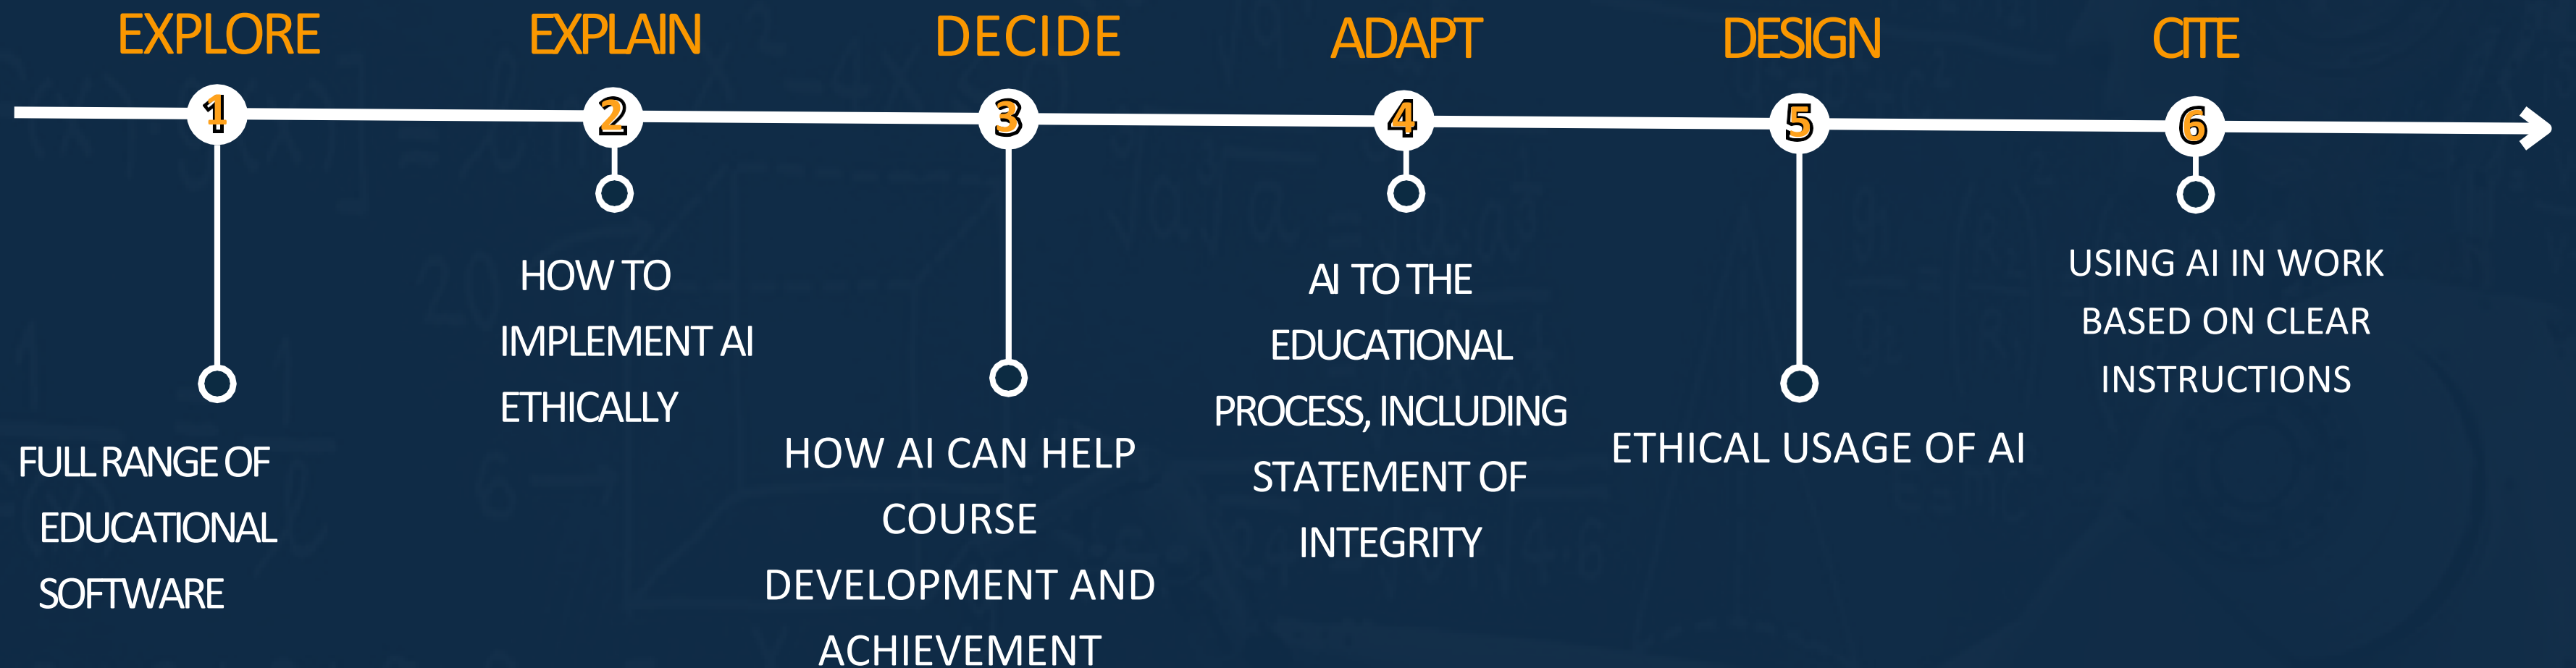 EXPLORE
EXPLAIN
DECIDE
ADAPT
DESIGN
CITE
1
2
3
4
5
6
FULL RANGE OF
EDUCATIONAL
SOFTWARE
HOW TO
IMPLEMENT AI
ETHICALLY
HOW AI CAN HELP
COURSE
DEVELOPMENT AND
ACHIEVEMENT
AI TO THE
EDUCATIONAL
PROCESS, INCLUDING
STATEMENT OF
INTEGRITY
ETHICAL USAGE OF AI
USING AI IN WORK
BASED ON CLEAR
INSTRUCTIONS